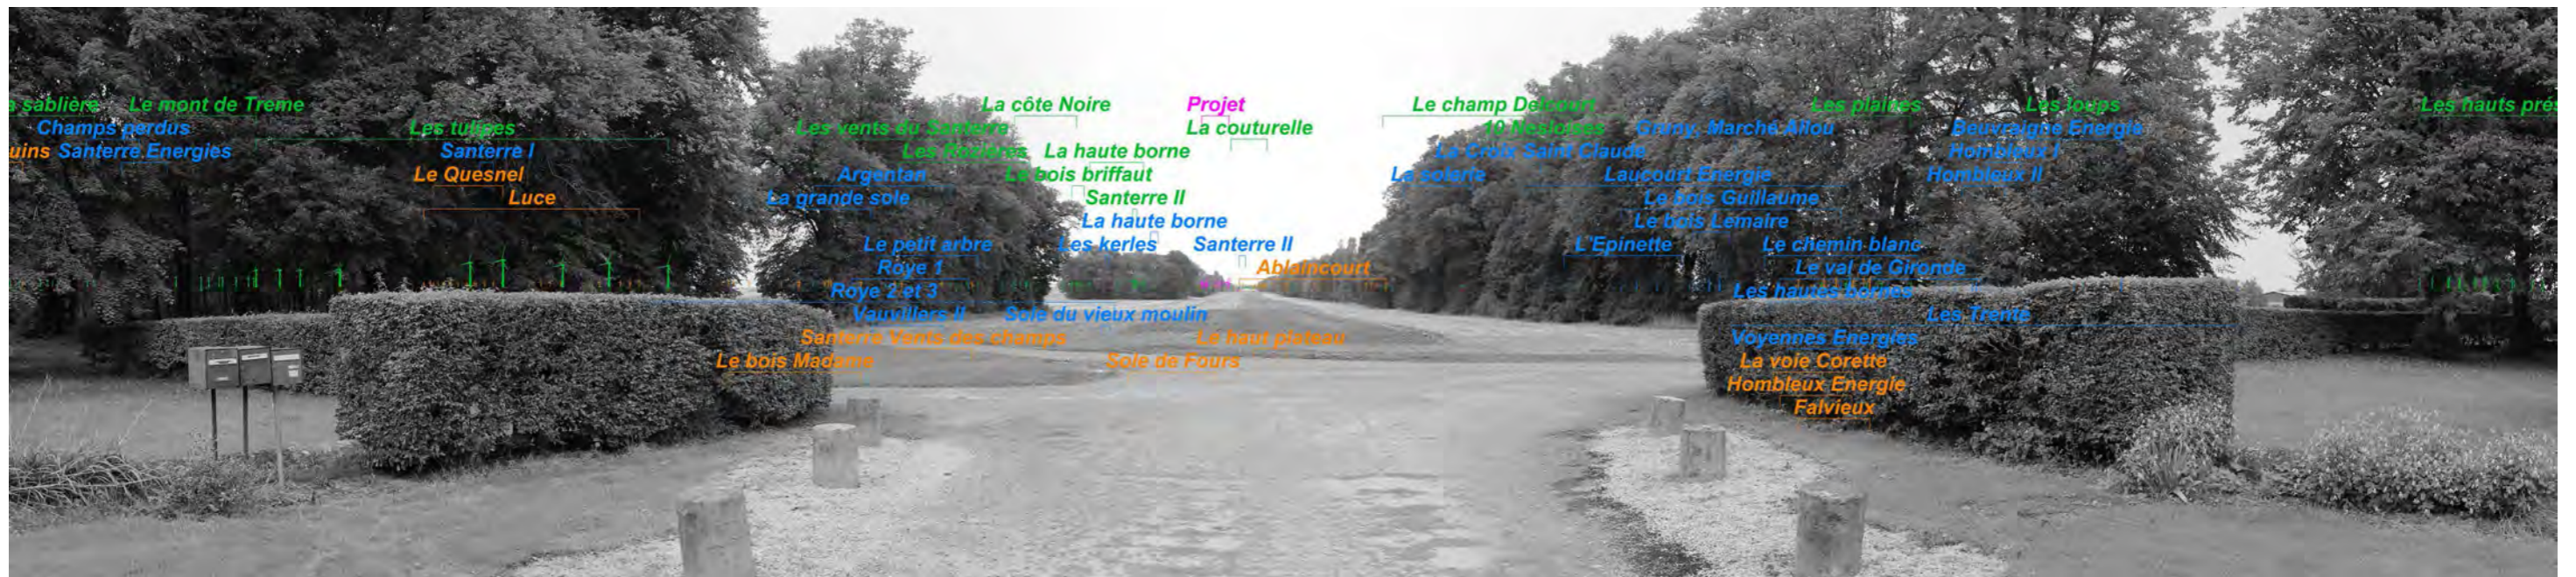 a sablière Le mont de Treme La côte Noire Projet Le champ Delcourt Les plaines Les loups Les hauts prés
Champs perdus Les tulipes Les vents du Santerre La couturelle 10 Nesloises Gruny, Marché Allou Beuvraigne Energie
uins Santerre Energies Santerre I Les Rozières La haute borne La Croix Saint Claude Hombleux I
Le Quesnel Argentan Le bois briffaut La solerie Laucourt Energie Hombleux II
Luce La grande sole Santerre II Le bois Guillaume
La haute borne Le bois Lemaire
Le petit arbre Les kerles Santerre II L'Epinette Le chemin blanc
Roye 1 Ablaincourt Le val de Gironde
Roye 2 et 3 Les hautes bornes
Vauvillers II Sole du vieux moulin Les Trente
Santerre Vents des champs Le haut plateau Voyennes Energies
Le bois Madame Sole de Fours La voie Corette
Hombleux Energie
Falvieux